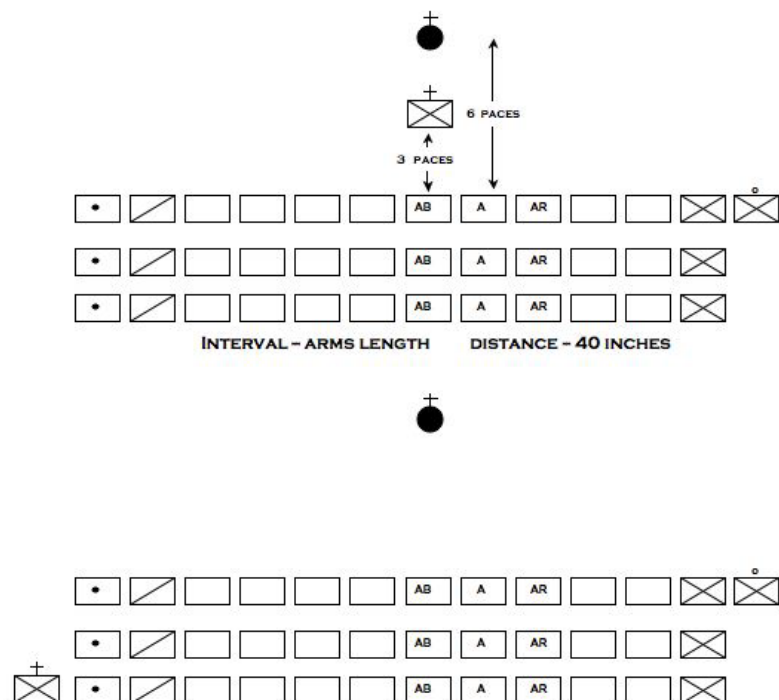 6 PACES
3 PACES
AB A AR
AB A AR
AB A AR
INTERVAL – ARMS LENGTH DISTANCE – 40 INCHES
AB A AR
AB A AR
AB A AR